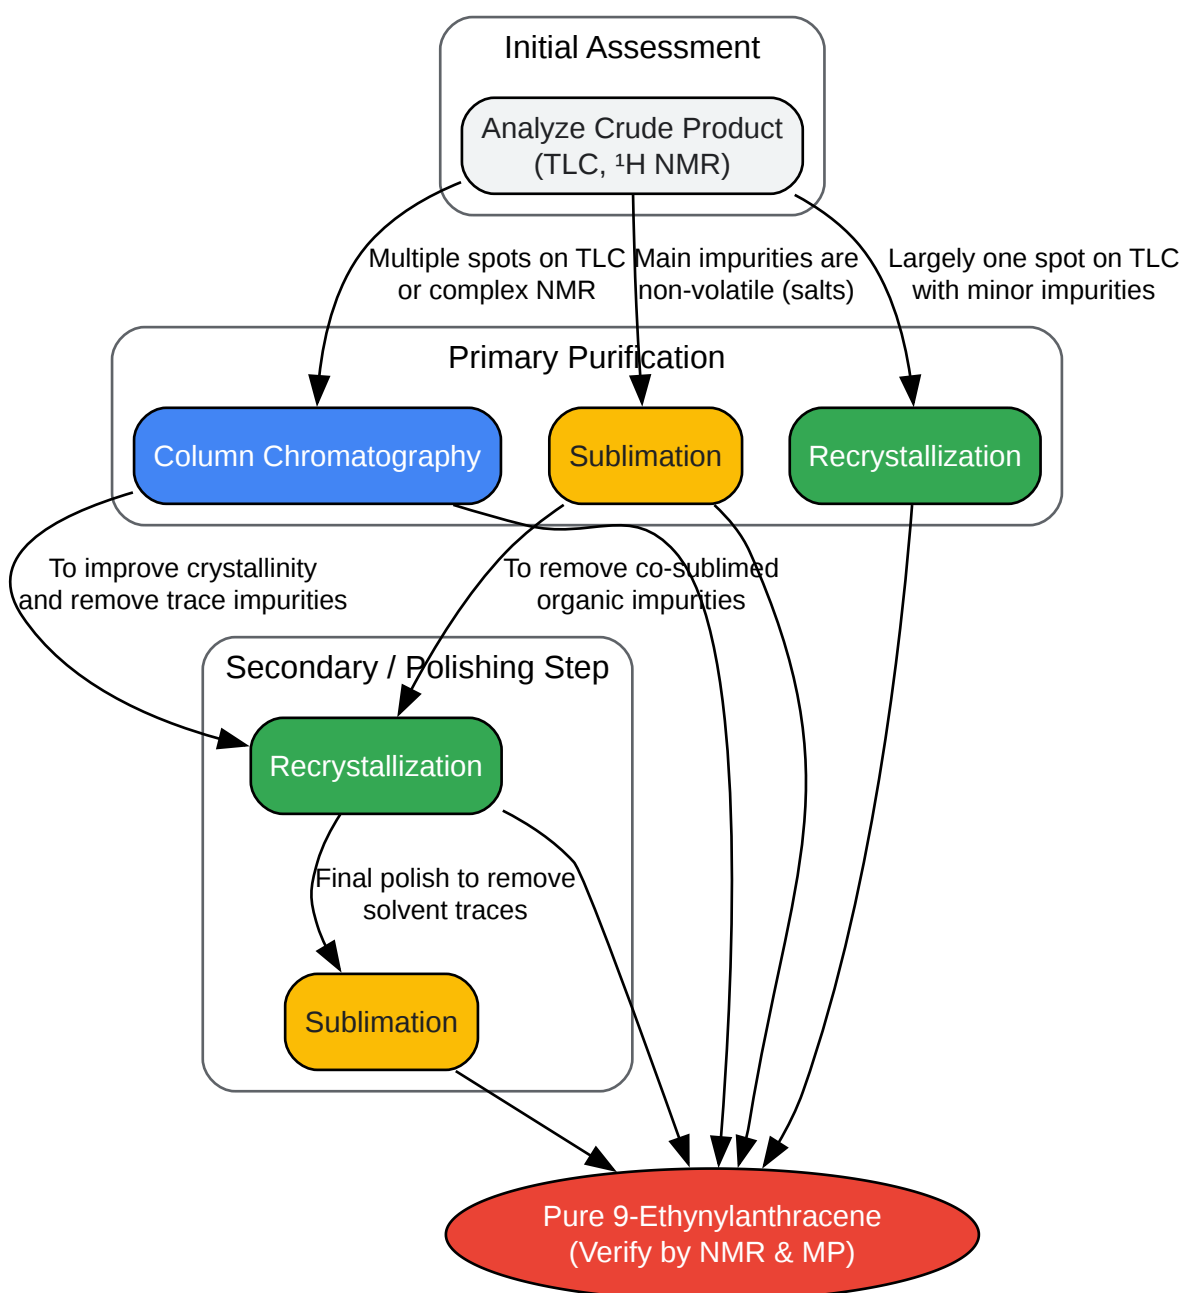 Initial Assessment
Analyze Crude Product
(TLC, ¹H NMR)
Multiple spots on TLC
or complex NMR
Main impurities are
non-volatile (salts)
Largely one spot on TLC
with minor impurities
Primary Purification
Column Chromatography
Sublimation
Recrystallization
To improve crystallinity
and remove trace impurities
To remove co-sublimed
organic impurities
Secondary / Polishing Step
Recrystallization
Final polish to remove
solvent traces
Sublimation
Pure 9-Ethynylanthracene
(Verify by NMR & MP)